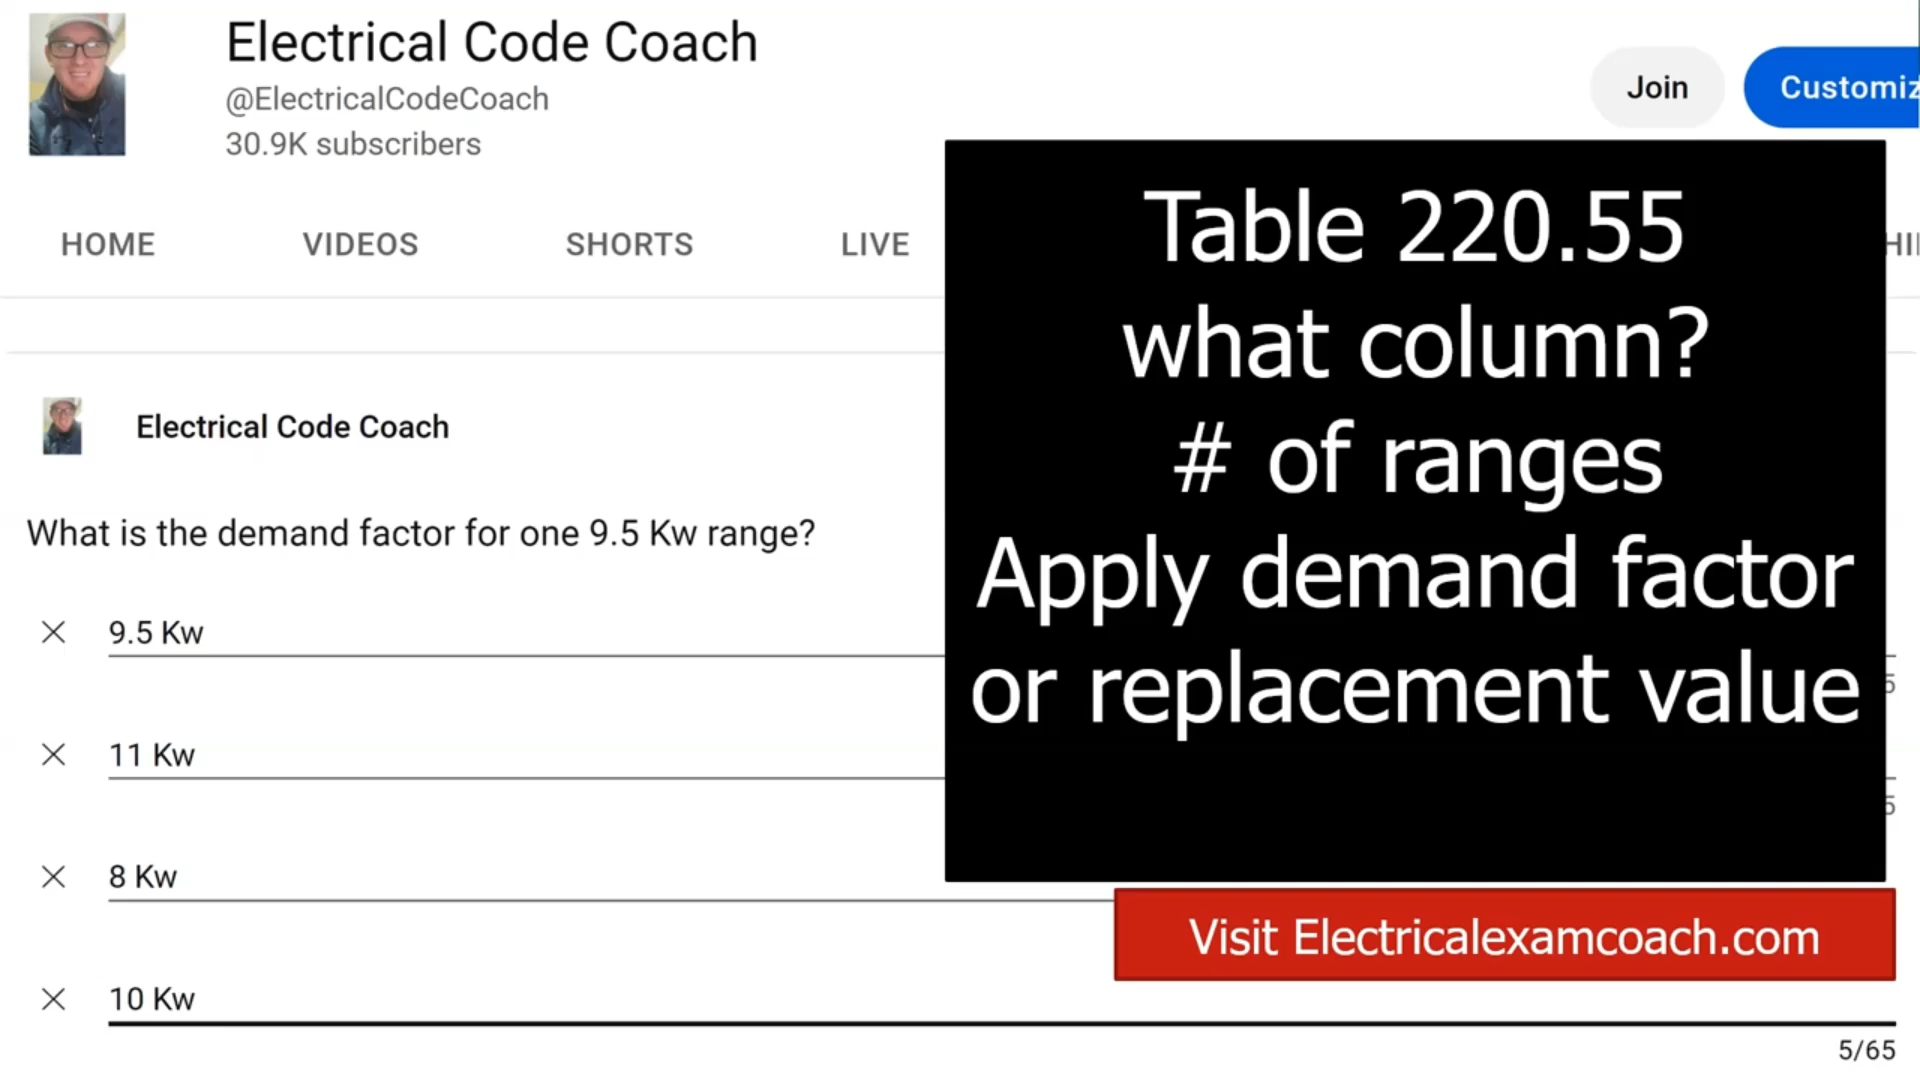 Electrical Code Coach
@ElectricalCodeCoach
30.9K subscribers
Join
Customiz
HOME
VIDEOS
SHORTS
LIVE
Table 220.55
what column?
# of ranges
Apply demand factor
or replacement value
Electrical Code Coach
What is the demand factor for one 9.5 Kw range?
9.5 Kw
11 Kw
8 Kw
Visit Electricalexamcoach.com
10 Kw
5/65